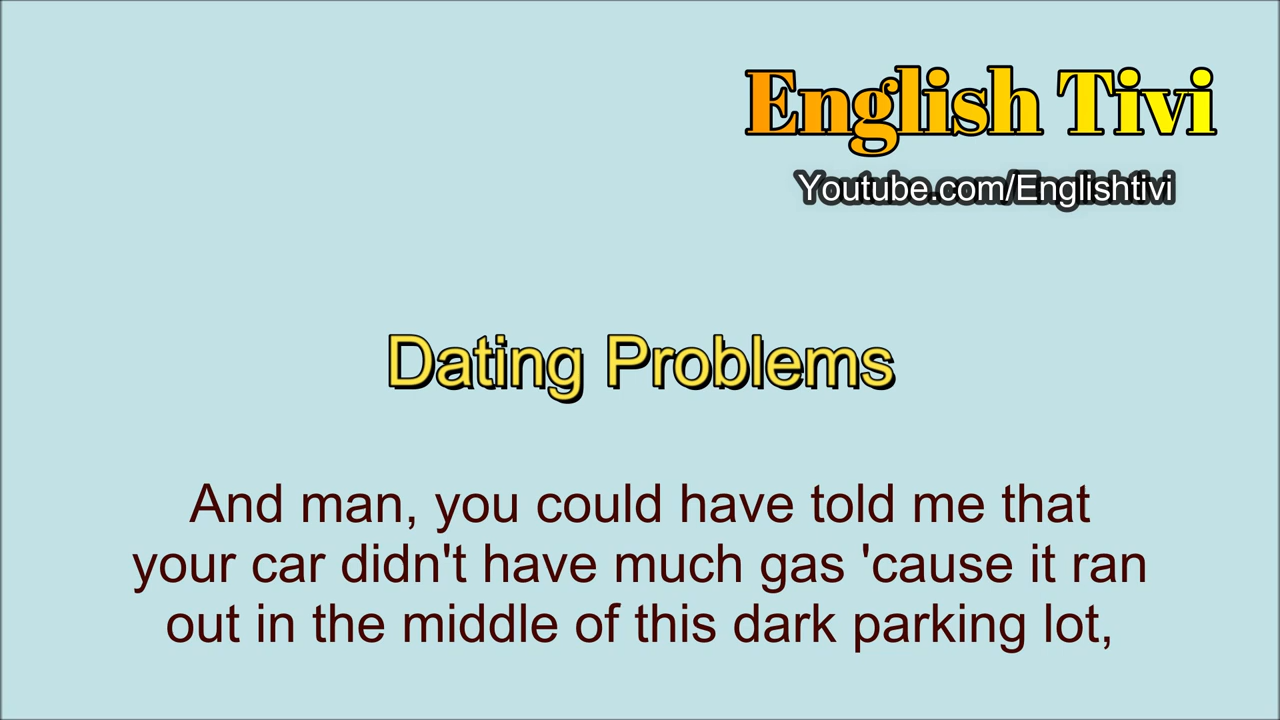 English Tivi
Youtube.com/Englishtivi
Dating Problems
And man, you could have told me that
your car didn't have much gas 'cause it ran
out in the middle of this dark parking lot,